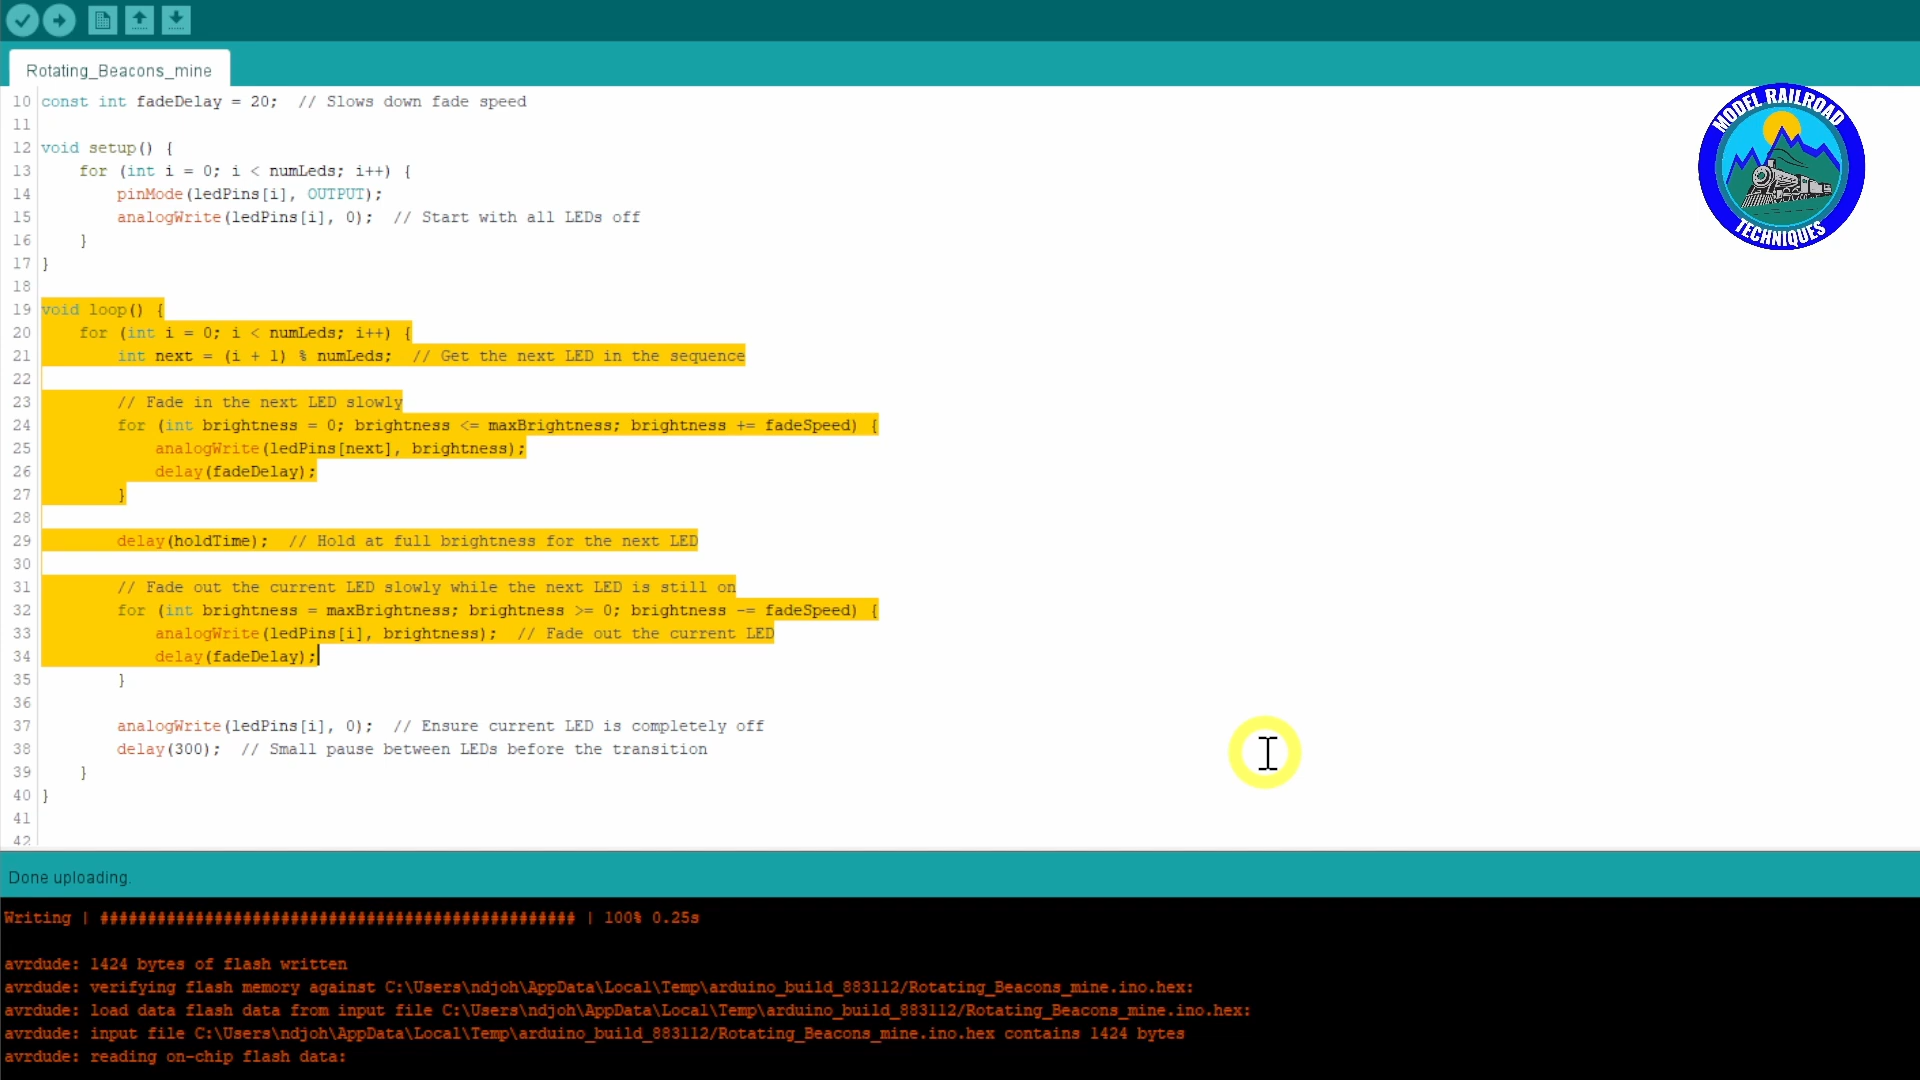 Rotating_Beacons_mine
MODEL RAILROAD
TECHNIQUES
10 const int fadeDelay = 20;  // Slows down fade speed
11
12 void setup() {
13     for (int i = 0; i < numLeds; i++) {
14         pinMode(ledPins[i], OUTPUT);
15         analogWrite(ledPins[i], 0);  // Start with all LEDs off
16     }
17 }
18
19 void loop() {
20     for (int i = 0; i < numLeds; i++) {
21         int next = (i + 1) % numLeds;  // Get the next LED in the sequence
22
23         // Fade in the next LED slowly
24         for (int brightness = 0; brightness <= maxBrightness; brightness += fadeSpeed) {
25             analogWrite(ledPins[next], brightness);
26             delay(fadeDelay);
27         }
28
29         delay(holdTime);  // Hold at full brightness for the next LED
30
31         // Fade out the current LED slowly while the next LED is still on
32         for (int brightness = maxBrightness; brightness >= 0; brightness -= fadeSpeed) {
33             analogWrite(ledPins[i], brightness);  // Fade out the current LED
34             delay(fadeDelay);
35         }
36
37         analogWrite(ledPins[i], 0);  // Ensure current LED is completely off
38         delay(300);  // Small pause between LEDs before the transition
39     }
40 }
41
42
Done uploading.
Writing | ################################################## | 100% 0.25s
avrdude: 1424 bytes of flash written
avrdude: verifying flash memory against C:\Users\ndjoh\AppData\Local\Temp\arduino_build_883112/Rotating_Beacons_mine.ino.hex:
avrdude: load data flash data from input file C:\Users\ndjoh\AppData\Local\Temp\arduino_build_883112/Rotating_Beacons_mine.ino.hex:
avrdude: input file C:\Users\ndjoh\AppData\Local\Temp\arduino_build_883112/Rotating_Beacons_mine.ino.hex contains 1424 bytes
avrdude: reading on-chip flash data: